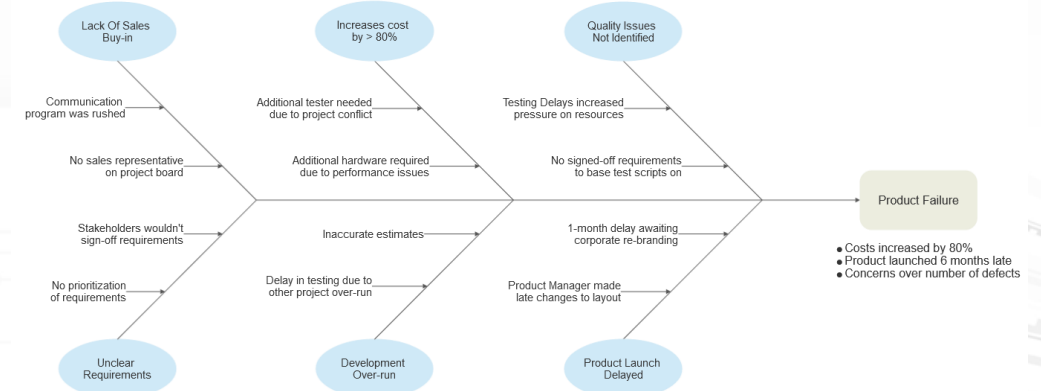 Lack Of Sales
Buy-in
Increases cost
by > 80%
Quality Issues
Not Identified
Communication
program was rushed
Additional tester needed
due to project conflict
Testing Delays increased
pressure on resources
No sales representative
on project board
Additional hardware required
due to performance issues
No signed-off requirements
to base test scripts on
Product Failure
Stakeholders wouldn't
sign-off requirements
Inaccurate estimates
1-month delay awaiting
corporate re-branding
• Costs increased by 80%
• Product launched 6 months late
• Concerns over number of defects
No prioritization
of requirements
Delay in testing due to
other project over-run
Product Manager made
late changes to layout
Unclear
Requirements
Development
Over-run
Product Launch
Delayed